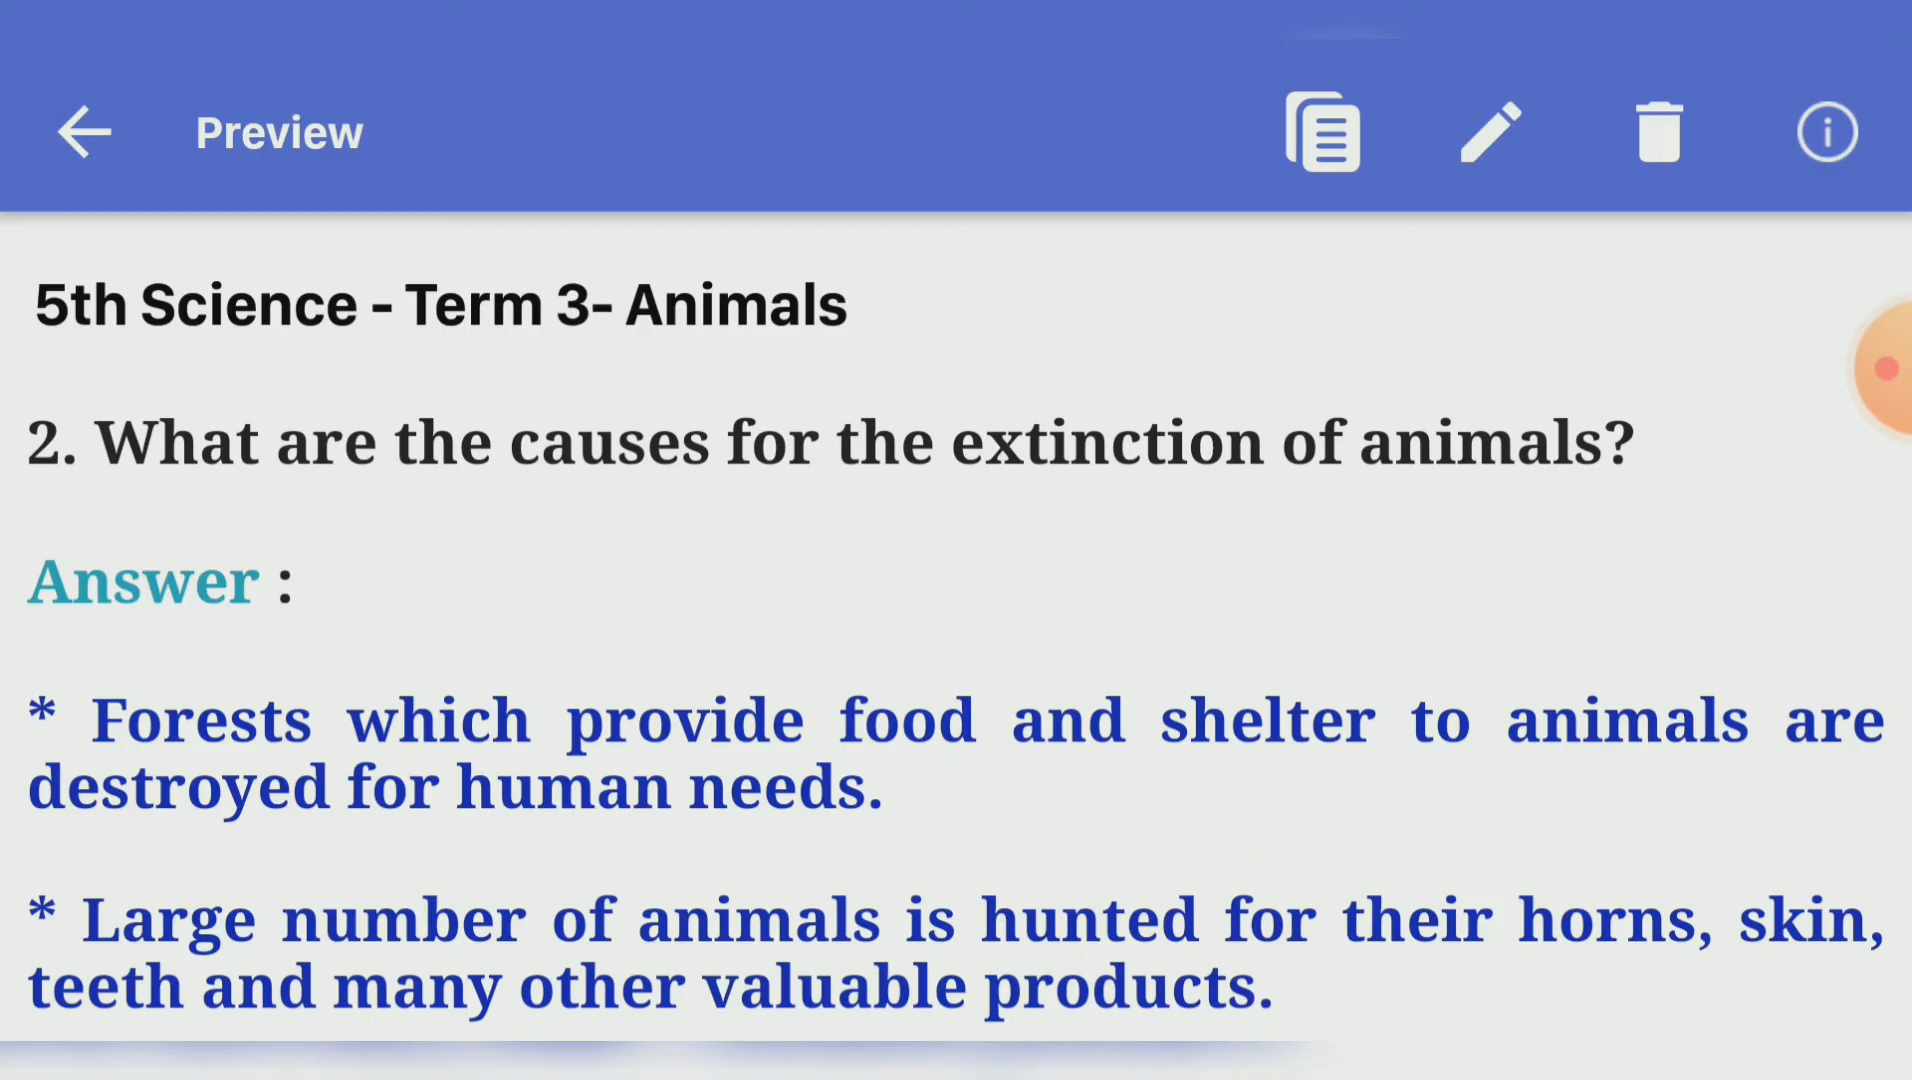 Preview
5th Science - Term 3- Animals
2. What are the causes for the extinction of animals?
Answer :
* Forests which provide food and shelter to animals are
destroyed for human needs.
* Large number of animals is hunted for their horns, skin,
teeth and many other valuable products.